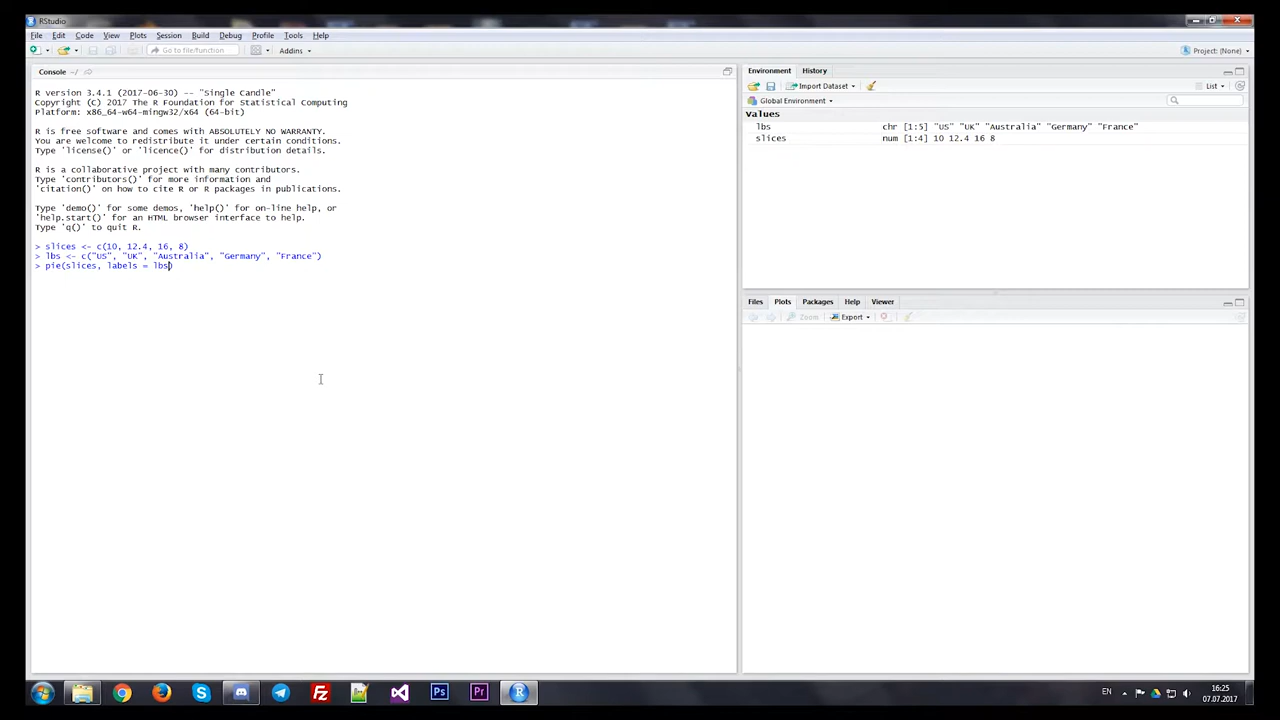 RStudio
File Edit Code View Plots Session Build Debug Profile Tools Help
Go to file/function Addins Project: (None)
Console ~/
R version 3.4.1 (2017-06-30) -- "Single Candle"
Copyright (C) 2017 The R Foundation for Statistical Computing
Platform: x86_64-w64-mingw32/x64 (64-bit)
R is free software and comes with ABSOLUTELY NO WARRANTY.
You are welcome to redistribute it under certain conditions.
Type 'license()' or 'licence()' for distribution details.
R is a collaborative project with many contributors.
Type 'contributors()' for more information and
'citation()' on how to cite R or R packages in publications.
Type 'demo()' for some demos, 'help()' for on-line help, or
'help.start()' for an HTML browser interface to help.
Type 'q()' to quit R.
> slices <- c(10, 12.4, 16, 8)
> lbs <- c("US", "UK", "Australia", "Germany", "France")
> pie(slices, labels = lbs)
Environment History
Import Dataset List
Global Environment
Values
lbs chr [1:5] "US" "UK" "Australia" "Germany" "France"
slices num [1:4] 10 12.4 16 8
Files Plots Packages Help Viewer
Zoom Export
Ps Pr R
EN 16:25
07.07.2017